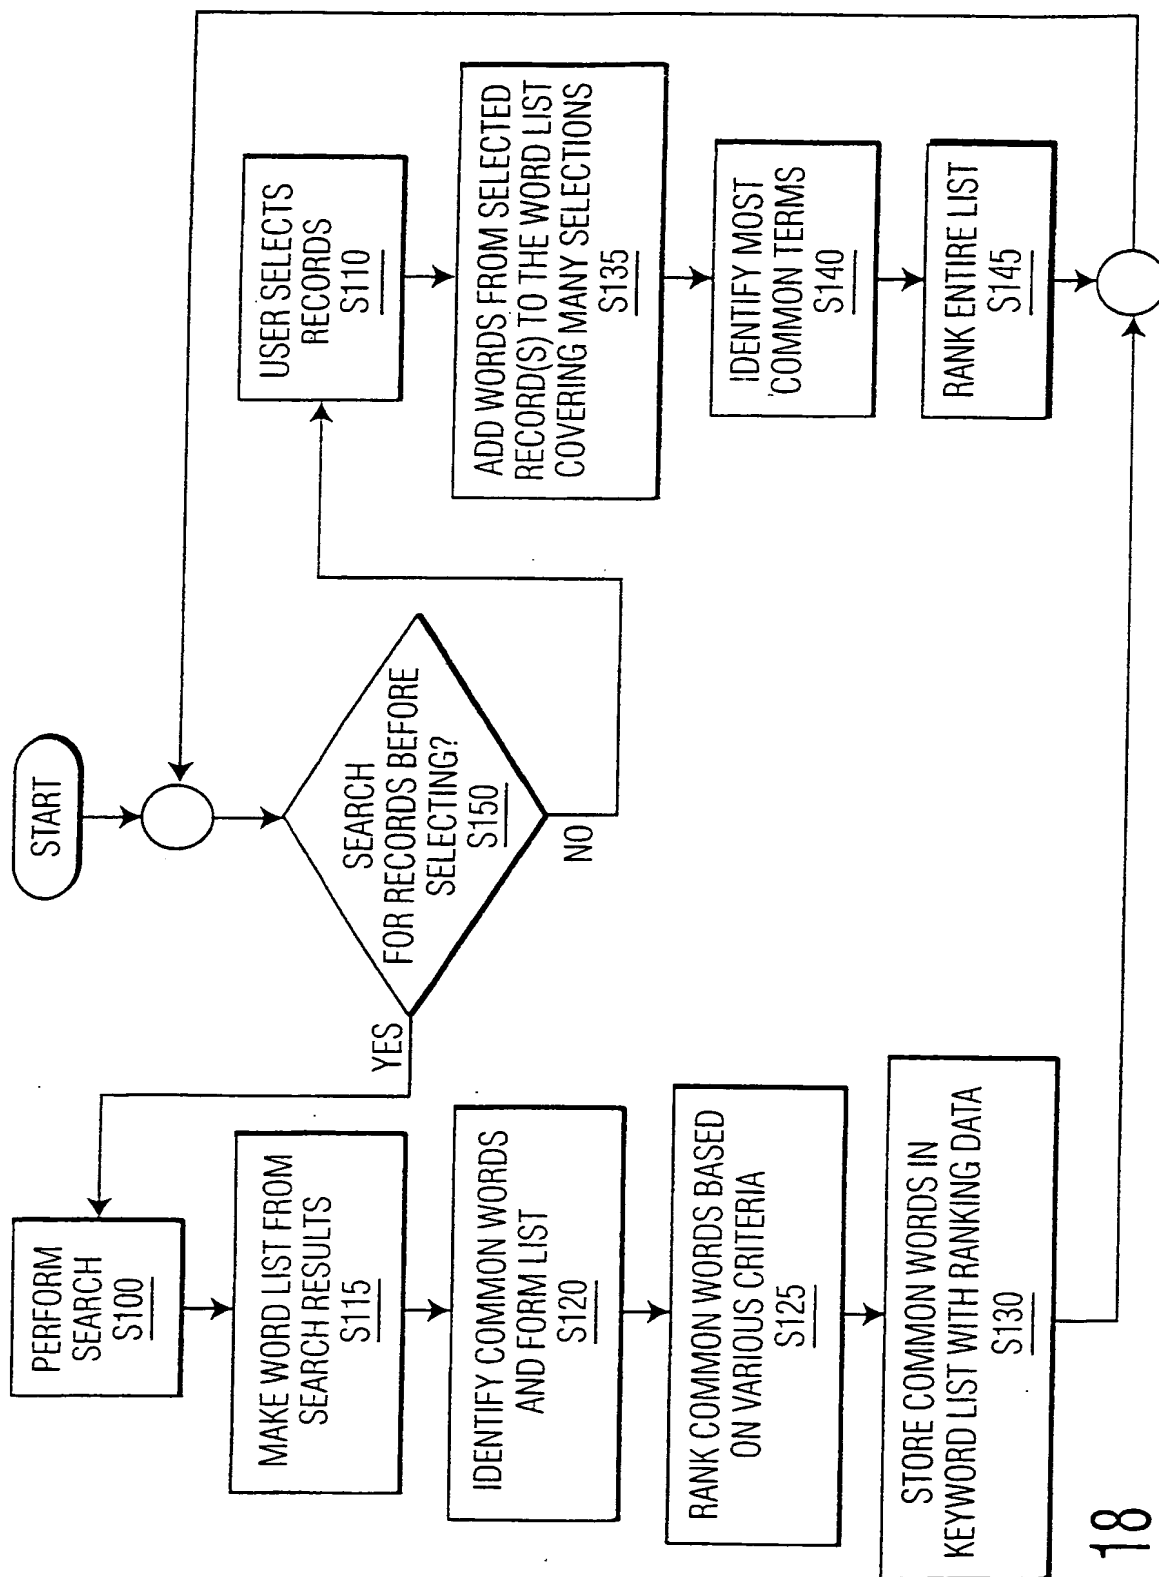 START
SEARCH
FOR RECORDS BEFORE
SELECTING?
S150
YES
NO
PERFORM
SEARCH
S100
MAKE WORD LIST FROM
SEARCH RESULTS
S115
IDENTIFY COMMON WORDS
AND FORM LIST
S120
RANK COMMON WORDS BASED
ON VARIOUS CRITERIA
S125
STORE COMMON WORDS IN
KEYWORD LIST WITH RANKING DATA
S130
USER SELECTS
RECORDS
S110
ADD WORDS FROM SELECTED
RECORD(S) TO THE WORD LIST
COVERING MANY SELECTIONS
S135
IDENTIFY MOST
COMMON TERMS
S140
RANK ENTIRE LIST
S145
18